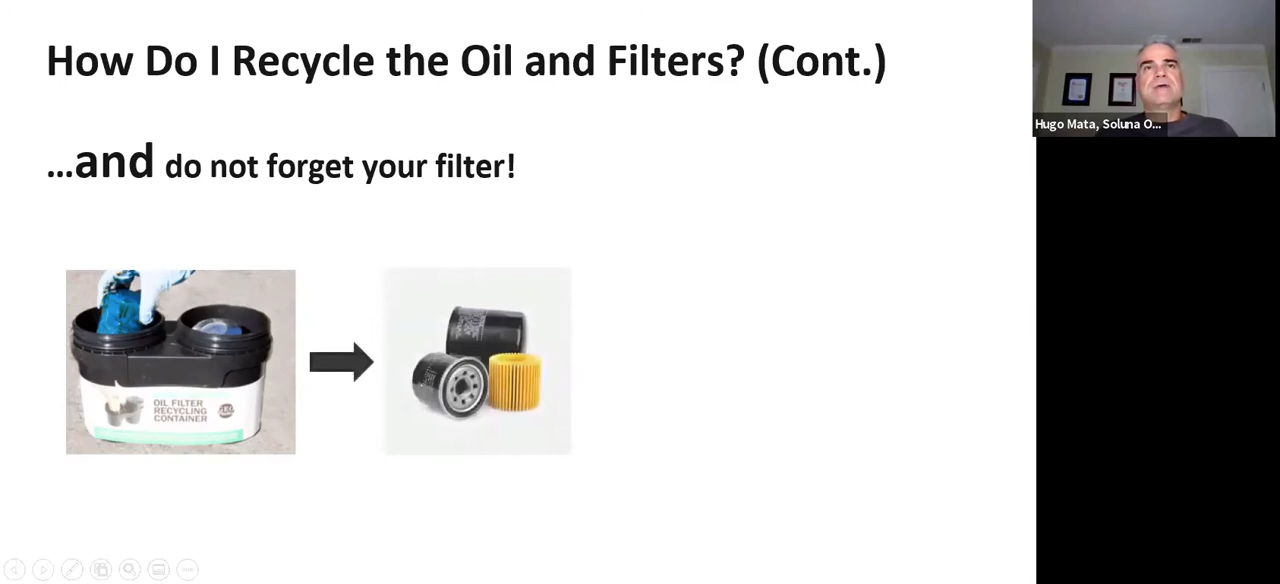 How Do I Recycle the Oil and Filters? (Cont.)
...and do not forget your filter!
OIL FILTER
RECYCLING
CONTAINER
Hugo Mata, Soluna O...